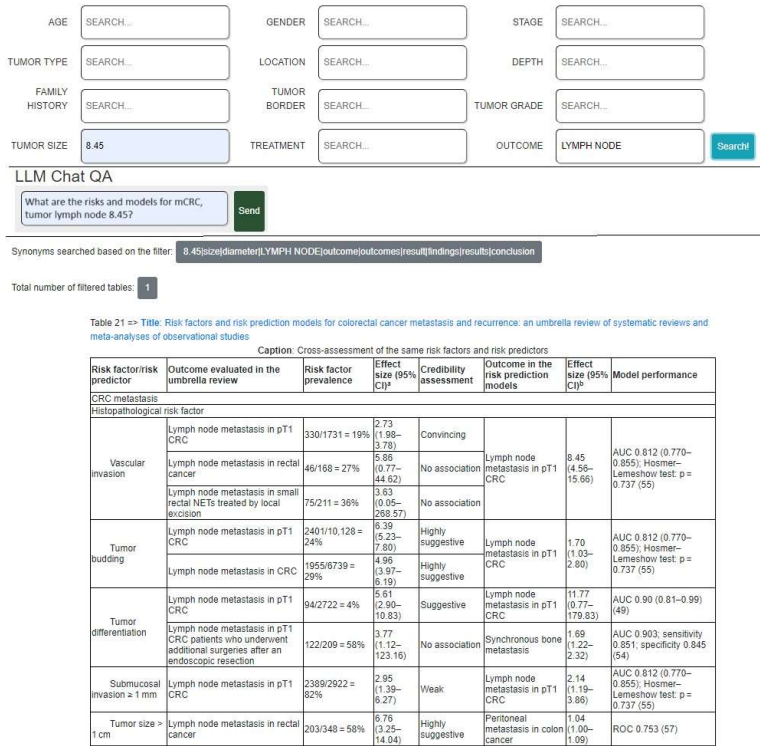 AGE SEARCH... GENDER SEARCH... STAGE SEARCH...
TUMOR TYPE SEARCH... LOCATION SEARCH... DEPTH SEARCH...
FAMILY HISTORY SEARCH... TUMOR BORDER SEARCH... TUMOR GRADE SEARCH...
TUMOR SIZE 8.45 TREATMENT SEARCH... OUTCOME LYMPH NODE Search!
LLM Chat QA
What are the risks and models for mCRC,
tumor lymph node 8.45?
Send
Synonyms searched based on the filter: 8.45|size|diameter|LYMPH NODE|outcome|outcomes|result|findings|results|conclusion
Total number of filtered tables: 1
Table 21 => Title: Risk factors and risk prediction models for colorectal cancer metastasis and recurrence: an umbrella review of systematic reviews and
meta-analyses of observational studies
Caption: Cross-assessment of the same risk factors and risk predictors
Risk factor/risk predictor Outcome evaluated in the umbrella review Risk factor prevalence Effect size (95% CI)ᵃ Credibility assessment Outcome in the risk prediction models Effect size (95% CI)ᵇ Model performance
CRC metastasis
Histopathological risk factor
Vascular invasion Lymph node metastasis in pT1 CRC 330/1731 = 19% 2.73 (1.98–3.78) Convincing Lymph node metastasis in pT1 CRC 8.45 (4.56–15.66) AUC 0.812 (0.770–0.855); Hosmer–Lemeshow test: p = 0.737 (55)
Lymph node metastasis in rectal cancer 46/168 = 27% 5.86 (0.77–44.62) No association
Lymph node metastasis in small rectal NETs treated by local excision 75/211 = 36% 3.63 (0.05–268.57) No association
Tumor budding Lymph node metastasis in pT1 CRC 2401/10,128 = 24% 6.39 (5.23–7.80) Highly suggestive Lymph node metastasis in pT1 CRC 1.70 (1.03–2.80) AUC 0.812 (0.770–0.855); Hosmer–Lemeshow test: p = 0.737 (55)
Lymph node metastasis in CRC 1955/6739 = 29% 4.96 (3.97–6.19) Highly suggestive
Tumor differentiation Lymph node metastasis in pT1 CRC 94/2722 = 4% 5.61 (2.90–10.83) Suggestive Lymph node metastasis in pT1 CRC 11.77 (0.77–179.83) AUC 0.90 (0.81–0.99) (49)
Lymph node metastasis in pT1 CRC patients who underwent additional surgeries after an endoscopic resection 122/209 = 58% 3.77 (1.12–123.16) No association Synchronous bone metastasis 1.69 (1.22–2.32) AUC 0.903; sensitivity 0.851; specificity 0.845 (54)
Submucosal invasion ≥ 1 mm Lymph node metastasis in pT1 CRC 2389/2922 = 82% 2.95 (1.39–6.27) Weak Lymph node metastasis in pT1 CRC 2.14 (1.19–3.86) AUC 0.812 (0.770–0.855); Hosmer–Lemeshow test: p = 0.737 (55)
Tumor size > 1 cm Lymph node metastasis in rectal cancer 203/348 = 58% 6.76 (3.25–14.04) Highly suggestive Peritoneal metastasis in colon cancer 1.04 (1.00–1.09) ROC 0.753 (57)